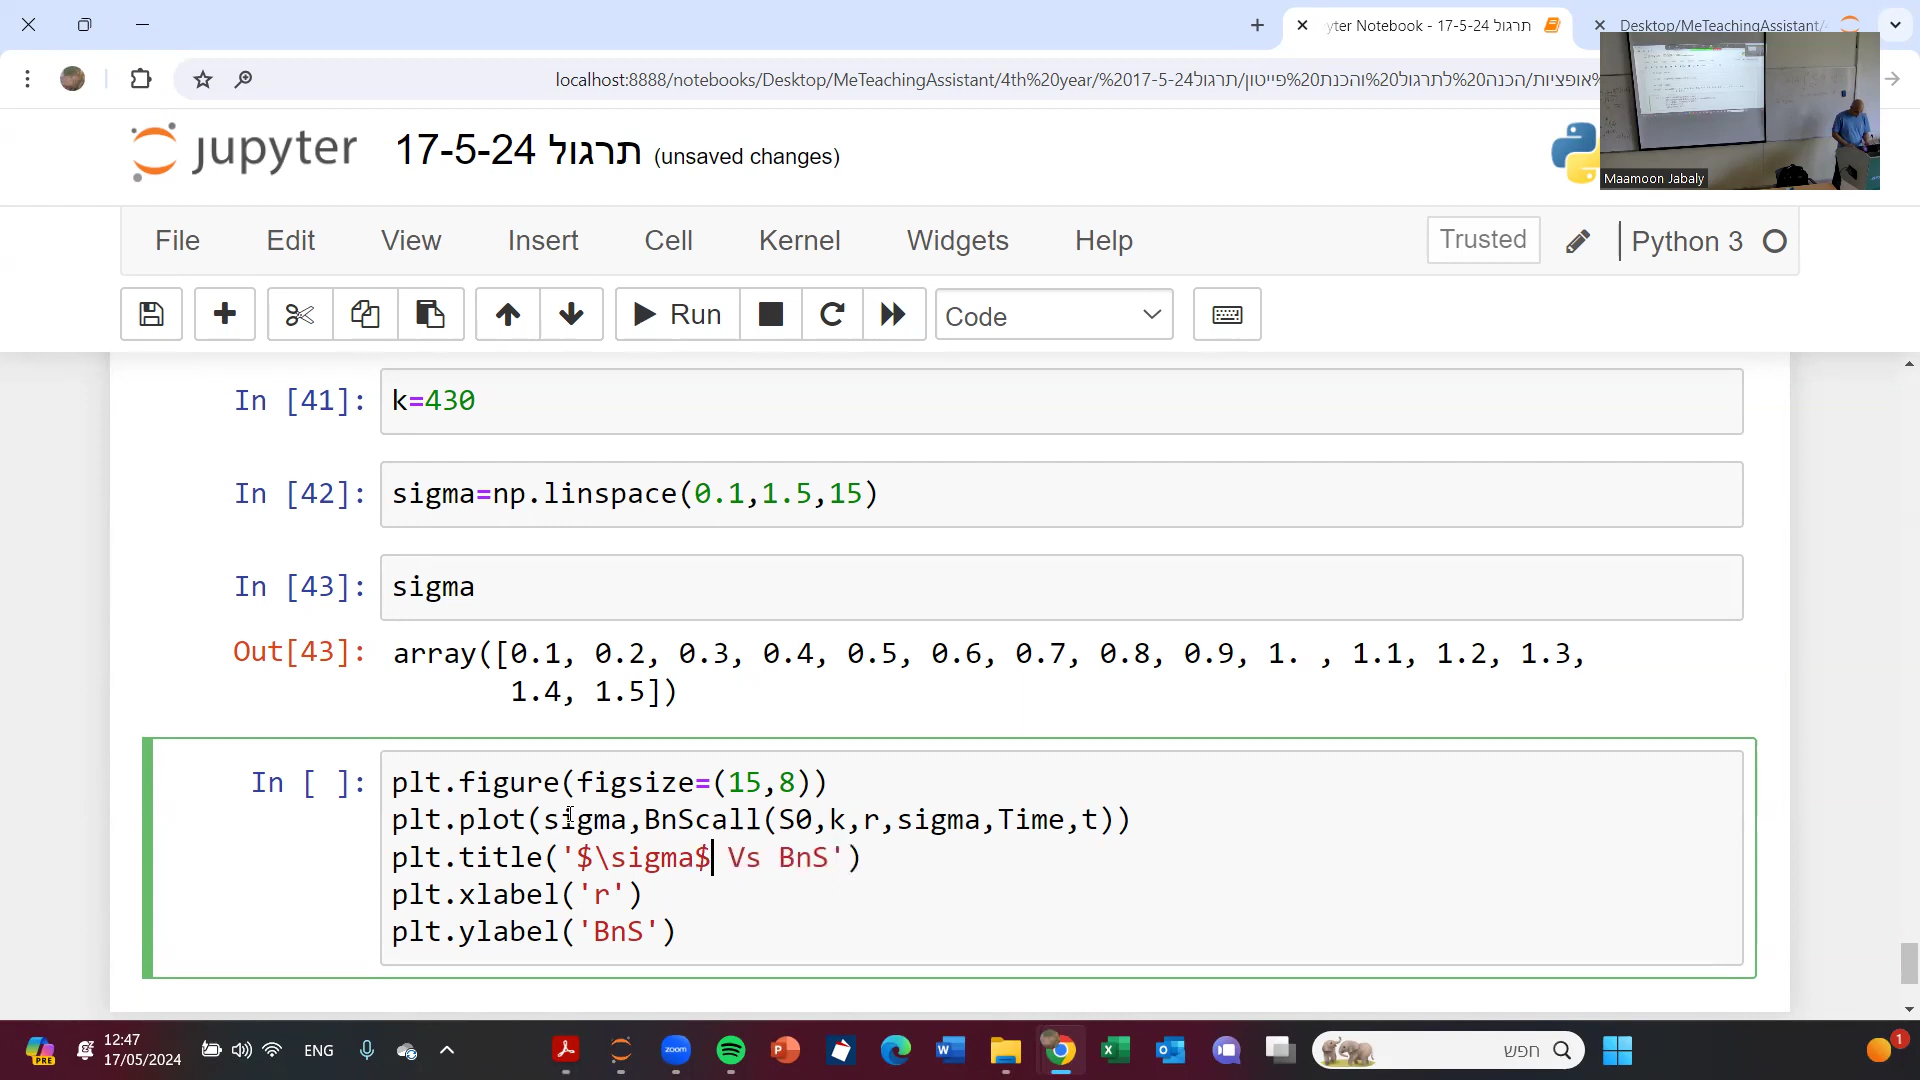 תרגול 17-5-24 - Jupyter Notebook
Desktop/MeTeachingAssistant/
localhost:8888/notebooks/Desktop/MeTeachingAssistant/4th%20year/%אופציות/הכנה%20לתרגול%20והכנת%20פייטון/תרגול%2017-5-24
jupyter תרגול 17-5-24 (unsaved changes)
Maamoon Jabaly
File Edit View Insert Cell Kernel Widgets Help Trusted Python 3
Run Code
In [41]: k=430
In [42]: sigma=np.linspace(0.1,1.5,15)
In [43]: sigma
Out[43]: array([0.1, 0.2, 0.3, 0.4, 0.5, 0.6, 0.7, 0.8, 0.9, 1. , 1.1, 1.2, 1.3,
1.4, 1.5])
In [ ]: plt.figure(figsize=(15,8))
plt.plot(sigma,BnScall(S0,k,r,sigma,Time,t))
plt.title('$\sigma$ Vs BnS')
plt.xlabel('r')
plt.ylabel('BnS')
PRE
12:47
17/05/2024
ENG
zoom
חפש
1